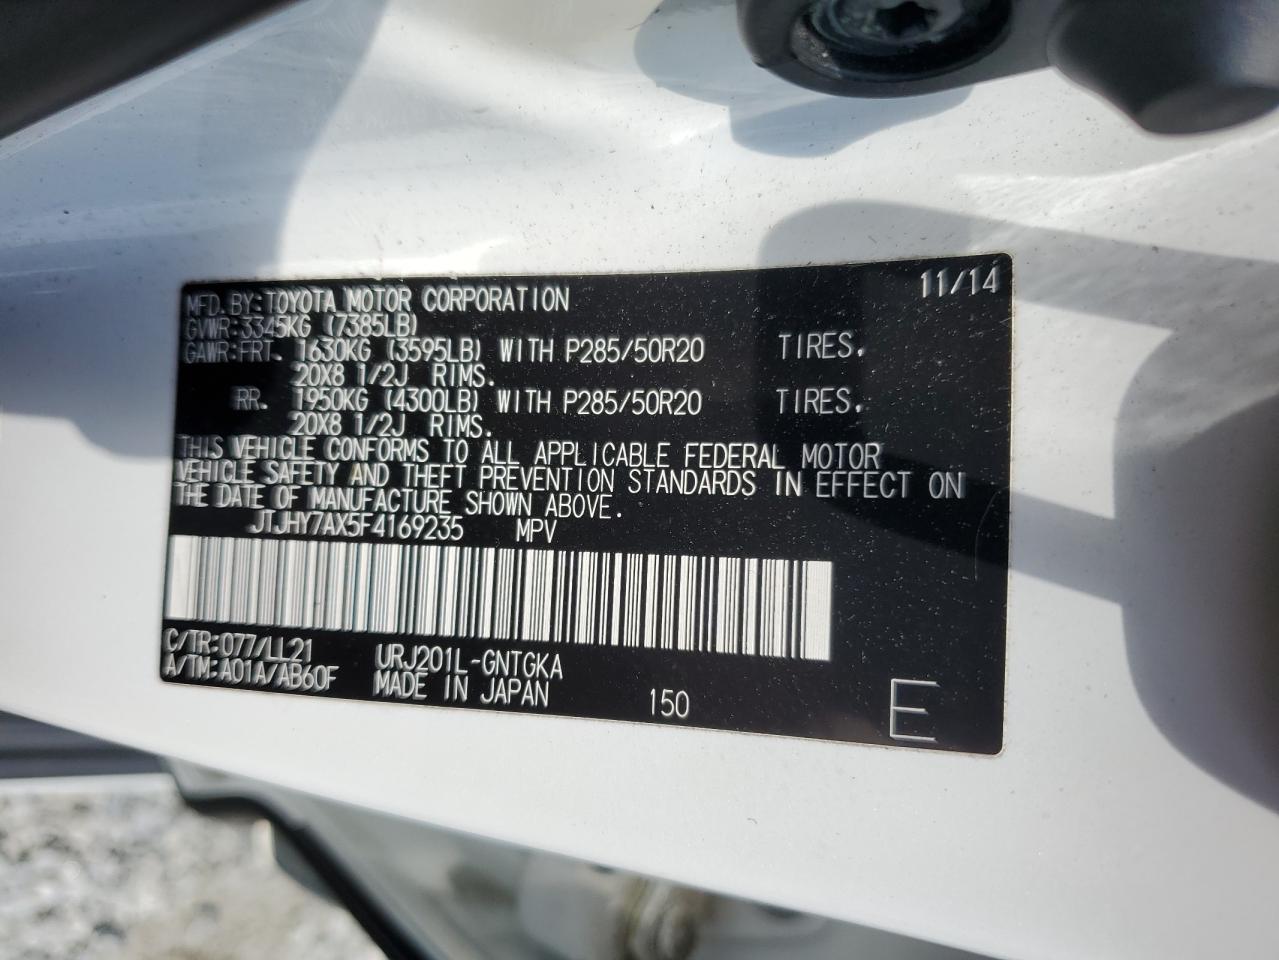 11/14
MFD. BY: TOYOTA MOTOR CORPORATION
GVWR: 3345KG (7385LB)
GAWR: FRT. 1630KG (3595LB) WITH P285/50R20 TIRES.
20X8 1/2J RIMS.
RR. 1950KG (4300LB) WITH P285/50R20 TIRES.
20X8 1/2J RIMS.
THIS VEHICLE CONFORMS TO ALL APPLICABLE FEDERAL MOTOR
VEHICLE SAFETY AND THEFT PREVENTION STANDARDS IN EFFECT ON
THE DATE OF MANUFACTURE SHOWN ABOVE.
JTJHY7AX5F4169235 MPV
C/TR: 077/LL21 URJ201L-GNTGKA
A/TM: A01A/AB60F MADE IN JAPAN 150 E